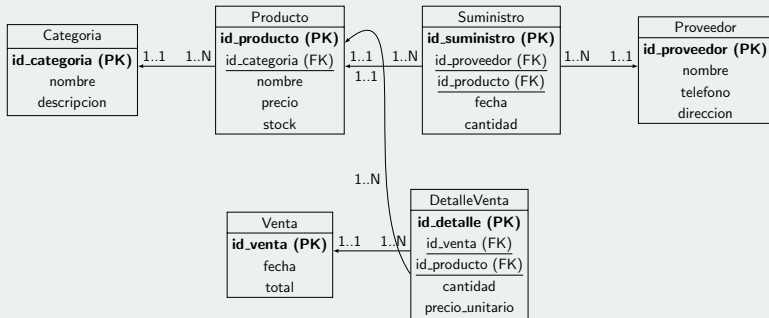 Categoria
id_categoria (PK)
nombre
descripcion
1..1
1..N
Producto
id_producto (PK)
id_categoria (FK)
nombre
precio
stock
1..1
1..N
1..1
Suministro
id_suministro (PK)
id_proveedor (FK)
id_producto (FK)
fecha
cantidad
1..N
1..1
Proveedor
id_proveedor (PK)
nombre
telefono
direccion
1..N
Venta
id_venta (PK)
fecha
total
1..1
1..N
DetalleVenta
id_detalle (PK)
id_venta (FK)
id_producto (FK)
cantidad
precio_unitario